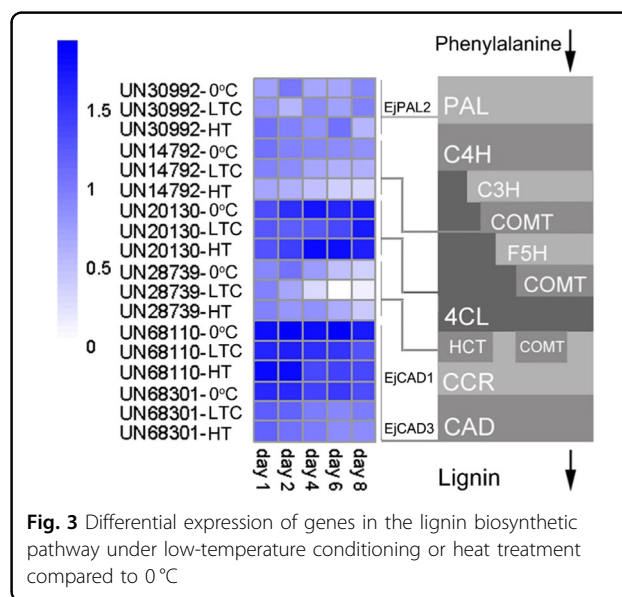 Phenylalanine
1.5
1
0.5
0
UN30992-0°C
UN30992-LTC
UN30992-HT
UN14792-0°C
UN14792-LTC
UN14792-HT
UN20130-0°C
UN20130-LTC
UN20130-HT
UN28739-0°C
UN28739-LTC
UN28739-HT
UN68110-0°C
UN68110-LTC
UN68110-HT
UN68301-0°C
UN68301-LTC
UN68301-HT
day 1
day 2
day 4
day 6
day 8
EjPAL2
EjCAD1
EjCAD3
PAL
C4H
C3H
COMT
F5H
COMT
4CL
HCT COMT
CCR
CAD
Lignin
Fig. 3 Differential expression of genes in the lignin biosynthetic
pathway under low-temperature conditioning or heat treatment
compared to 0 °C